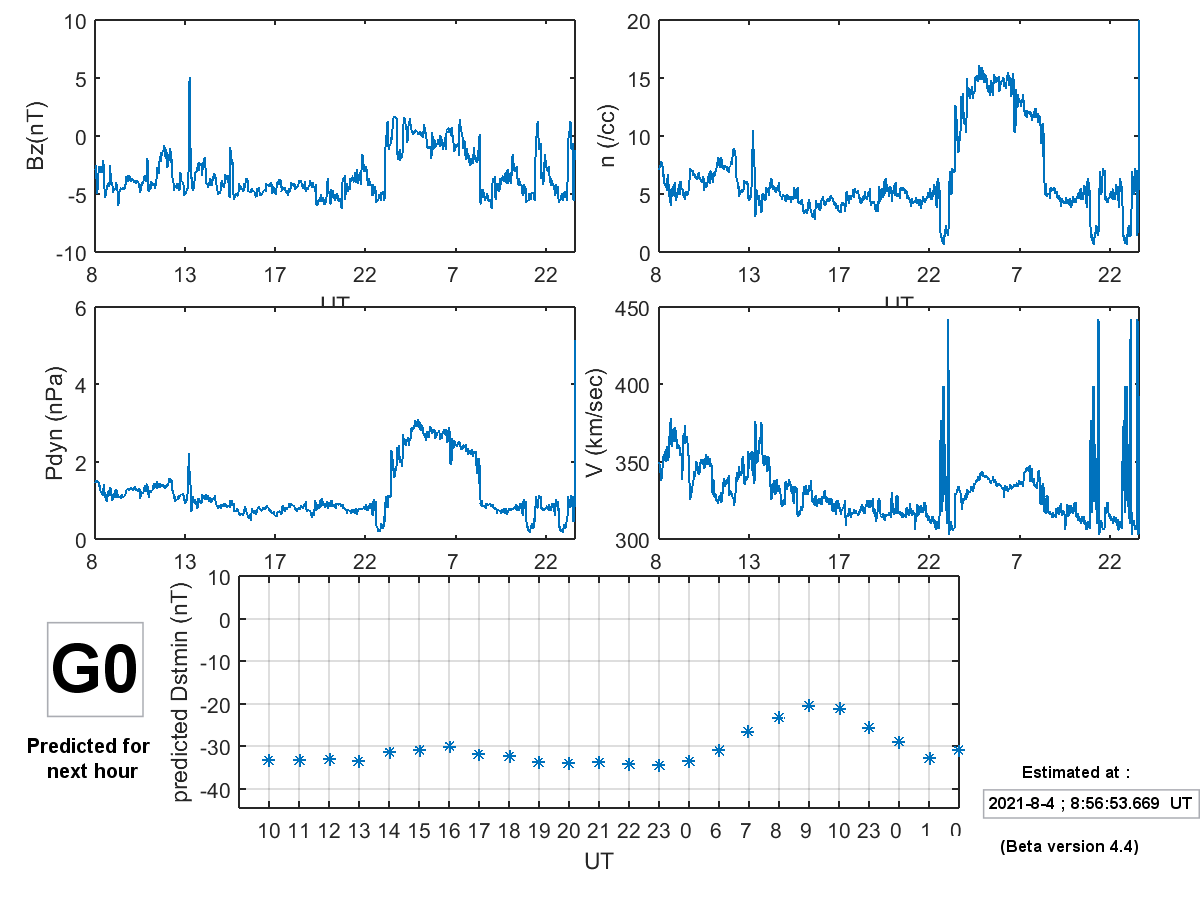 10
5
0
-5
-10
Bz(nT)
8 13 17 22 7 22
UT
20
15
10
5
0
n (/cc)
8 13 17 22 7 22
UT
6
4
2
0
Pdyn (nPa)
8 13 17 22 7 22
450
400
350
300
V (km/sec)
8 13 17 22 7 22
G0
Predicted for
next hour
10
0
-10
-20
-30
-40
predicted Dstmin (nT)
10 11 12 13 14 15 16 17 18 19 20 21 22 23 0 6 7 8 9 10 23 0 1 0
UT
Estimated at :
2021-8-4 ; 8:56:53.669 UT
(Beta version 4.4)